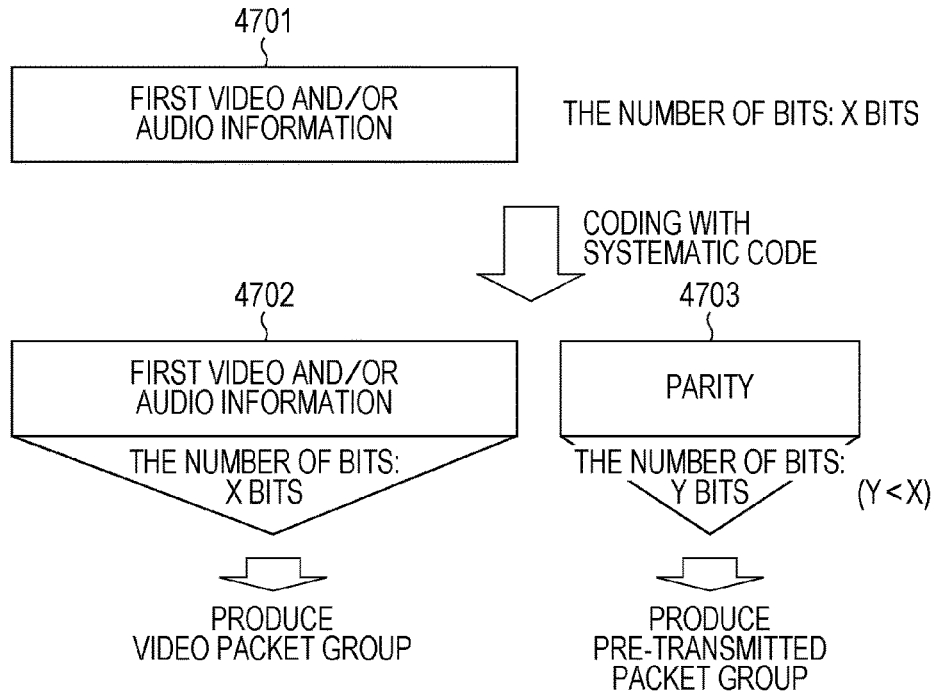 4701
FIRST VIDEO AND/OR
AUDIO INFORMATION
THE NUMBER OF BITS: X BITS
CODING WITH
SYSTEMATIC CODE
4702
FIRST VIDEO AND/OR
AUDIO INFORMATION
THE NUMBER OF BITS:
X BITS
PRODUCE
VIDEO PACKET GROUP
4703
PARITY
THE NUMBER OF BITS:
Y BITS
(Y<X)
PRODUCE
PRE-TRANSMITTED
PACKET GROUP